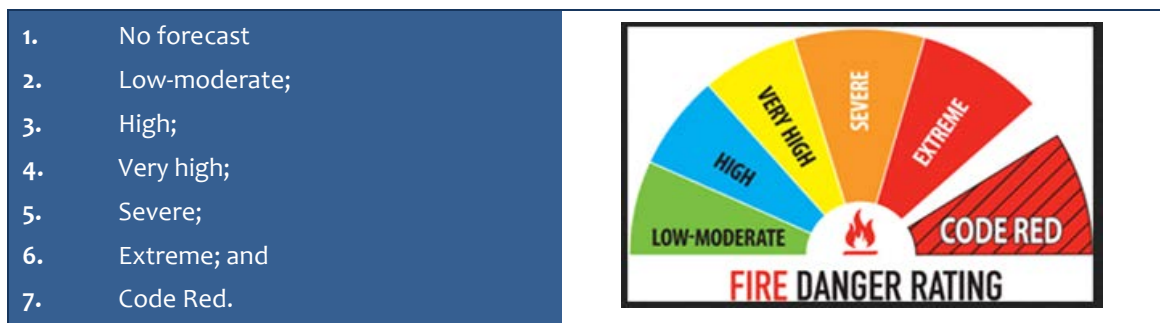 1. No forecast
2. Low-moderate;
3. High;
4. Very high;
5. Severe;
6. Extreme; and
7. Code Red.
LOW-MODERATE
HIGH
VERY HIGH
SEVERE
EXTREME
CODE RED
FIRE DANGER RATING